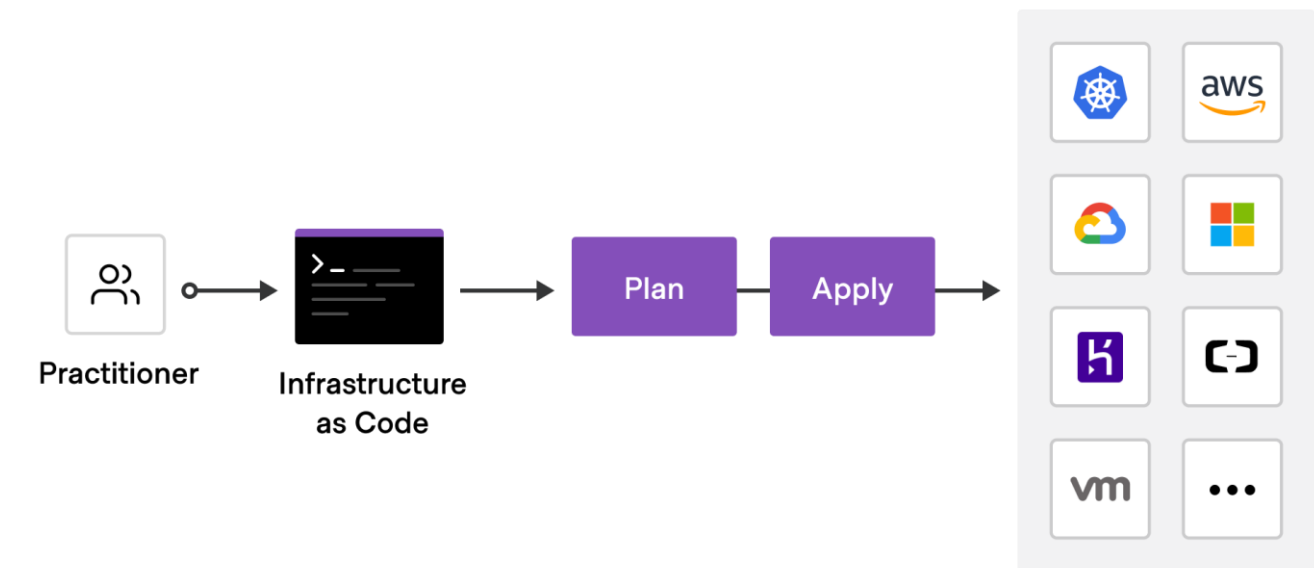 Practitioner
Infrastructure
as Code
Plan
Apply
aws
vm